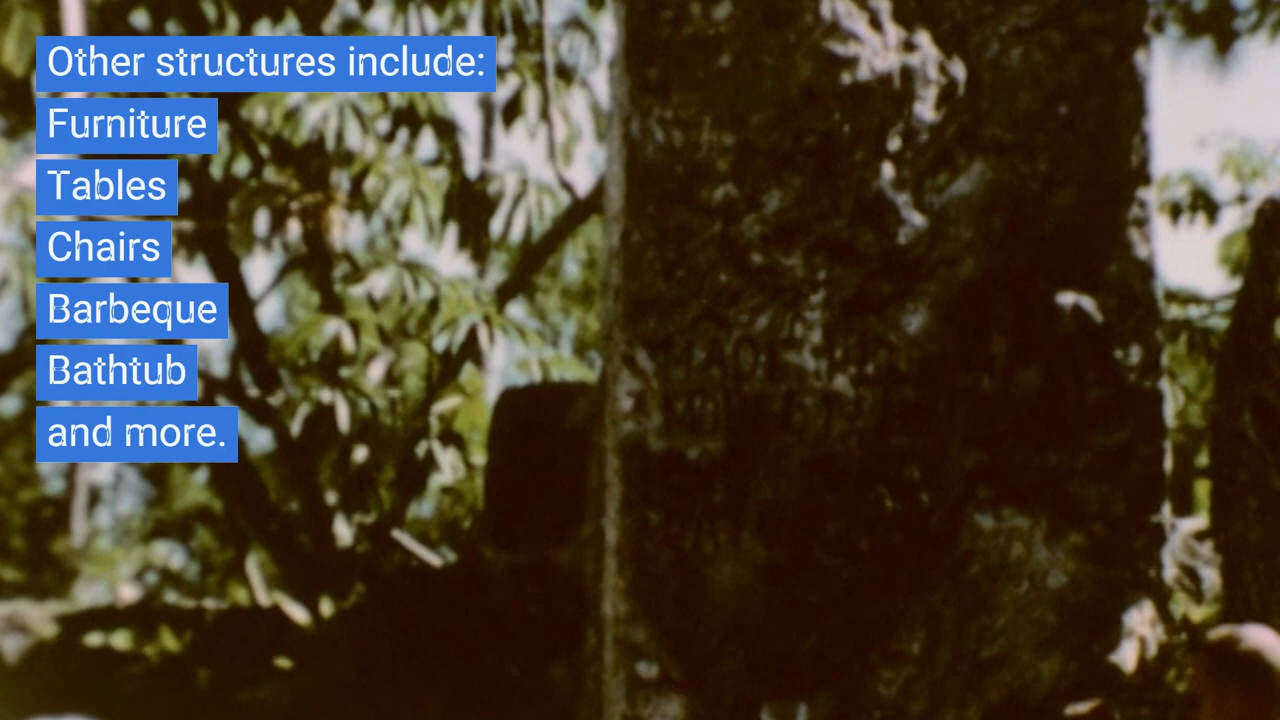 Other structures include:
Furniture
Tables
Chairs
Barbeque
Bathtub
and more.